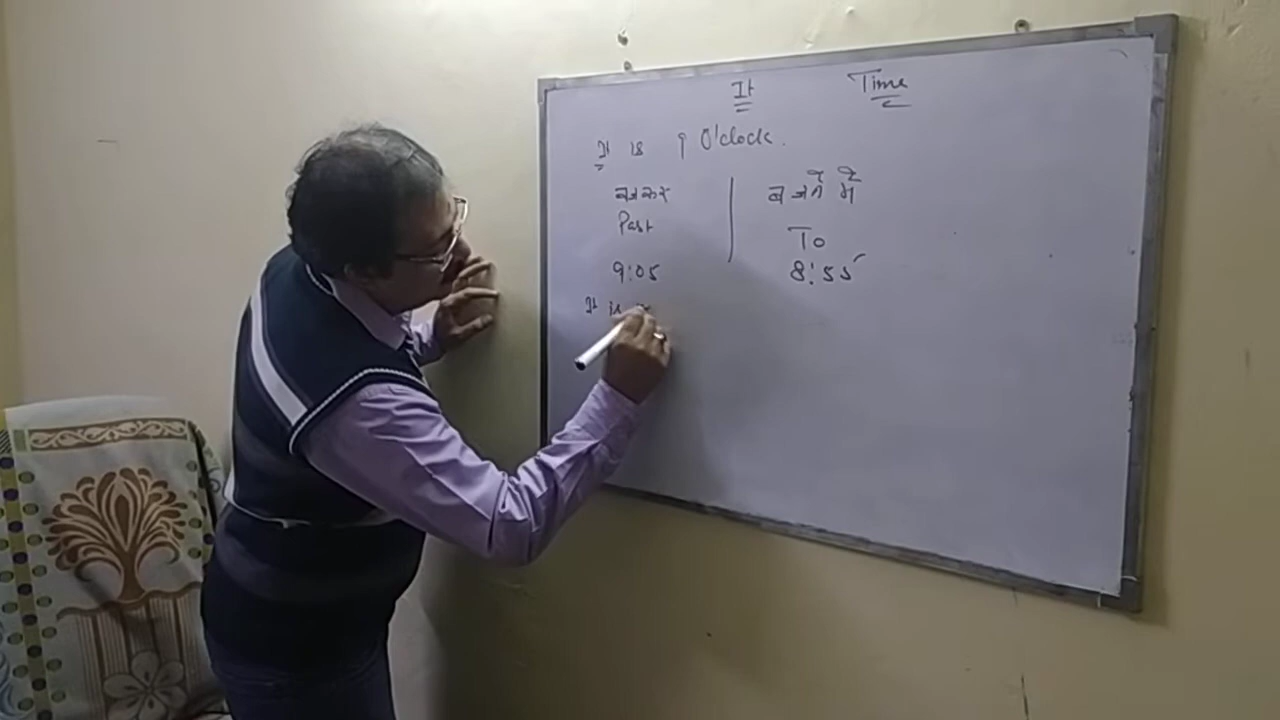 It Time
It is 9 O'clock.
बजकर बजने में
Past To
9:05 8:55
It is